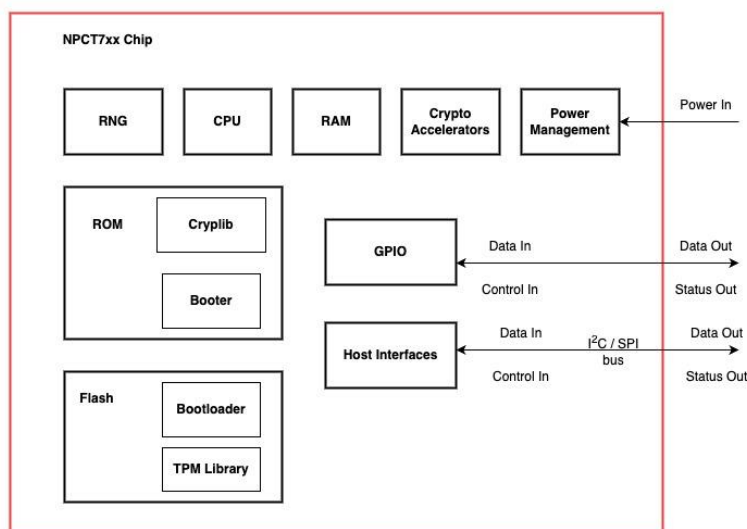 NPCT7xx Chip
RNG
CPU
RAM
Crypto
Accelerators
Power
Management
Power In
ROM
Cryplib
Booter
GPIO
Data In
Data Out
Control In
Status Out
Host Interfaces
Data In
I²C / SPI
bus
Data Out
Control In
Status Out
Flash
Bootloader
TPM Library